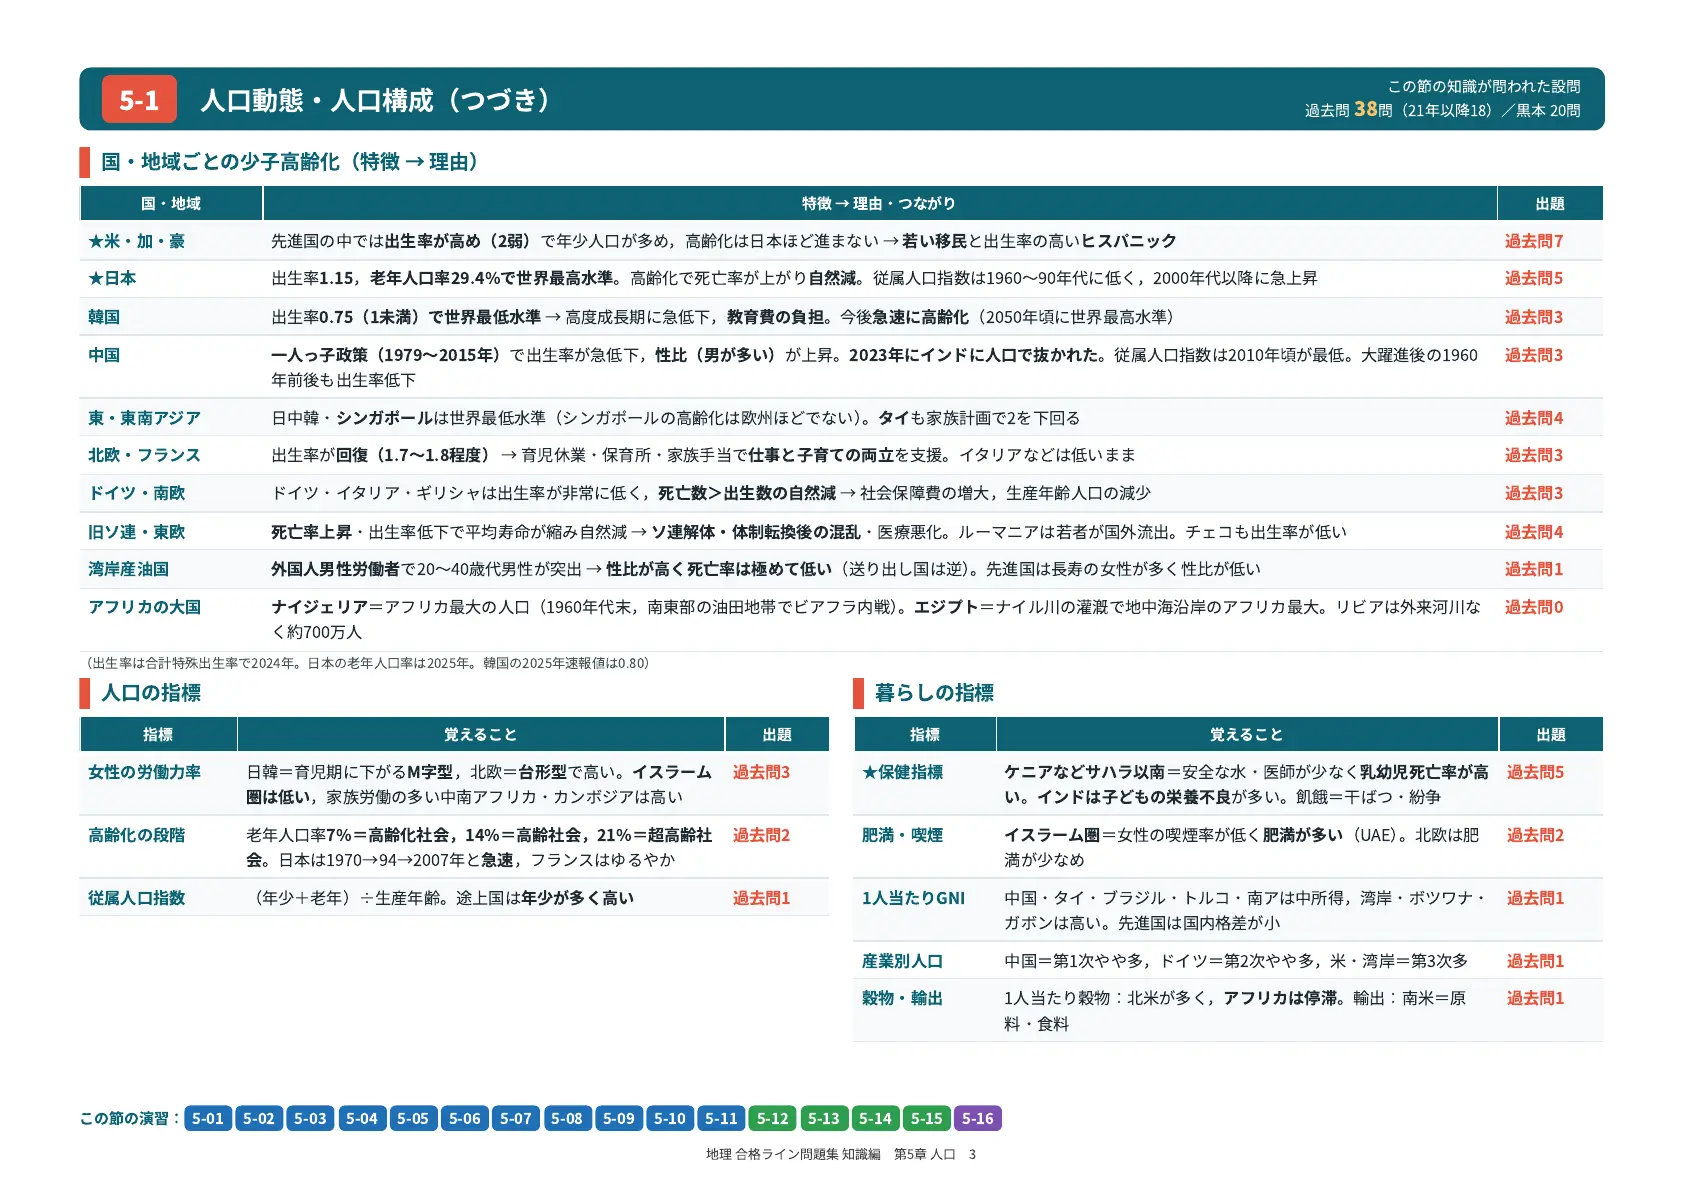 5-1 人口動態・人口構成（つづき）
この節の知識が問われた設問
過去問 38問（21年以降18）／黒本 20問
国・地域ごとの少子高齢化（特徴 → 理由）
国・地域 特徴 → 理由・つながり 出題
★米・加・豪 先進国の中では出生率が高め（2弱）で年少人口が多め，高齢化は日本ほど進まない → 若い移民と出生率の高いヒスパニック 過去問7
★日本 出生率1.15，老年人口率29.4%で世界最高水準。高齢化で死亡率が上がり自然減。従属人口指数は1960〜90年代に低く，2000年代以降に急上昇 過去問5
韓国 出生率0.75（1未満）で世界最低水準 → 高度成長期に急低下，教育費の負担。今後急速に高齢化（2050年頃に世界最高水準） 過去問3
中国 一人っ子政策（1979〜2015年）で出生率が急低下，性比（男が多い）が上昇。2023年にインドに人口で抜かれた。従属人口指数は2010年頃が最低。大躍進後の1960 過去問3
年前後も出生率低下
東・東南アジア 日中韓・シンガポールは世界最低水準（シンガポールの高齢化は欧州ほどでない）。タイも家族計画で2を下回る 過去問4
北欧・フランス 出生率が回復（1.7〜1.8程度） → 育児休業・保育所・家族手当で仕事と子育ての両立を支援。イタリアなどは低いまま 過去問3
ドイツ・南欧 ドイツ・イタリア・ギリシャは出生率が非常に低く，死亡数＞出生数の自然減 → 社会保障費の増大，生産年齢人口の減少 過去問3
旧ソ連・東欧 死亡率上昇・出生率低下で平均寿命が縮み自然減 → ソ連解体・体制転換後の混乱・医療悪化。ルーマニアは若者が国外流出。チェコも出生率が低い 過去問4
湾岸産油国 外国人男性労働者で20〜40歳代男性が突出 → 性比が高く死亡率は極めて低い（送り出し国は逆）。先進国は長寿の女性が多く性比が低い 過去問1
アフリカの大国 ナイジェリア＝アフリカ最大の人口（1960年代末，南東部の油田地帯でビアフラ内戦）。エジプト＝ナイル川の灌漑で地中海沿岸のアフリカ最大。リビアは外来河川な 過去問0
く約700万人
（出生率は合計特殊出生率で2024年。日本の老年人口率は2025年。韓国の2025年速報値は0.80）
人口の指標
指標 覚えること 出題
女性の労働力率 日韓＝育児期に下がるM字型，北欧＝台形型で高い。イスラーム 過去問3
圏は低い，家族労働の多い中南アフリカ・カンボジアは高い
高齢化の段階 老年人口率7%＝高齢化社会，14%＝高齢社会，21%＝超高齢社 過去問2
会。日本は1970→94→2007年と急速，フランスはゆるやか
従属人口指数 （年少＋老年）÷生産年齢。途上国は年少が多く高い 過去問1
暮らしの指標
指標 覚えること 出題
★保健指標 ケニアなどサハラ以南＝安全な水・医師が少なく乳幼児死亡率が高 過去問5
い。インドは子どもの栄養不良が多い。飢餓＝干ばつ・紛争
肥満・喫煙 イスラーム圏＝女性の喫煙率が低く肥満が多い（UAE）。北欧は肥 過去問2
満が少なめ
1人当たりGNI 中国・タイ・ブラジル・トルコ・南アは中所得，湾岸・ボツワナ・ 過去問1
ガボンは高い。先進国は国内格差が小
産業別人口 中国＝第1次やや多，ドイツ＝第2次やや多，米・湾岸＝第3次多 過去問1
穀物・輸出 1人当たり穀物：北米が多く，アフリカは停滞。輸出：南米＝原 過去問1
料・食料
この節の演習： 5-01 5-02 5-03 5-04 5-05 5-06 5-07 5-08 5-09 5-10 5-11 5-12 5-13 5-14 5-15 5-16
地理 合格ライン問題集 知識編 第5章 人口 3